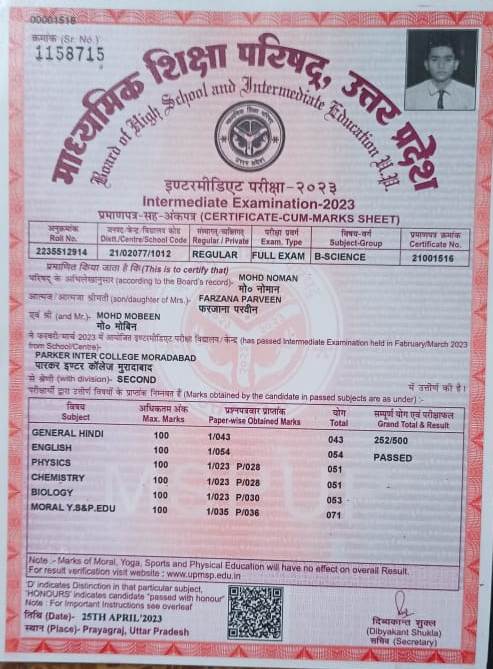 00001516
क्रमांक (Sr. No.)
1158715
माध्यमिक शिक्षा परिषद्, उत्तर प्रदेश
Board of High School and Intermediate Education U.P.
इण्टरमीडिएट परीक्षा-२०२३
Intermediate Examination-2023
प्रमाणपत्र-सह-अंकपत्र (CERTIFICATE-CUM-MARKS SHEET)
अनुक्रमांक जनपद/केन्द्र/विद्यालय कोड संस्थागत/व्यक्तिगत परीक्षा प्रवर्ग विषय-वर्ग प्रमाणपत्र क्रमांक
Roll No. Distt./Centre/School Code Regular / Private Exam. Type Subject-Group Certificate No.
2235512914 21/02077/1012 REGULAR FULL EXAM B-SCIENCE 21001516
प्रमाणित किया जाता है कि(This is to certify that)
परिषद् के अभिलेखानुसार (according to the Board's record)- MOHD NOMAN
मो० नोमान
आत्मज/आत्मजा श्रीमती (son/daughter of Mrs.)- FARZANA PARVEEN
फरजाना परवीन
एवं श्री (and Mr.)- MOHD MOBEEN
मो० मोबिन
ने फरवरी/मार्च 2023 में आयोजित इण्टरमीडिएट परीक्षा विद्यालय/केन्द्र (has passed Intermediate Examination held in Fabruary/March 2023
from School/Centre)-
PARKER INTER COLLEGE MORADABAD
पारकर इण्टर कॉलेज मुरादाबाद
से श्रेणी (with division)- SECOND में उत्तीर्ण की है।
परीक्षार्थी द्वारा उत्तीर्ण विषयों के प्राप्तांक निम्नवत हैं (Marks obtained by the candidate in passed subjects are as under) :-
विषय अधिकतम अंक प्रश्नपत्रवार प्राप्तांक योग सम्पूर्ण योग एवं परीक्षाफल
Subject Max. Marks Paper-wise Obtained Marks Total Grand Total & Result
GENERAL HINDI 100 1/043 043 252/500
ENGLISH 100 1/054 054 PASSED
PHYSICS 100 1/023 P/028 051
CHEMISTRY 100 1/023 P/028 051
BIOLOGY 100 1/023 P/030 053
MORAL Y.S&P.EDU 100 1/035 P/036 071
Note :- Marks of Moral, Yoga, Sports and Physical Education will have no effect on overall Result.
For result verification visit website : www.upmsp.edu.in
'D' indicates Distinction in that particular subject,
'HONOURS' indicates candidate "passed with honour"
Note : For Important Instructions see overleaf
तिथि (Date)- 25TH APRIL'2023
स्थान (Place)- Prayagraj, Uttar Pradesh
दिब्यकान्त शुक्ल
(Dibyakant Shukla)
सचिव (Secretary)